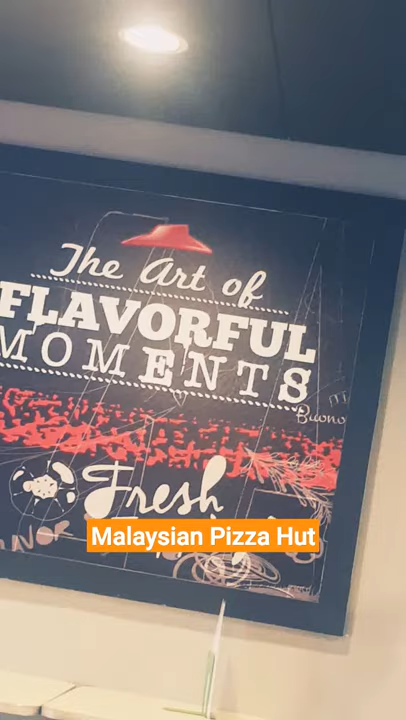 The Art of
FLAVORFUL
MOMENTS
Buono
Fresh
Malaysian Pizza Hut